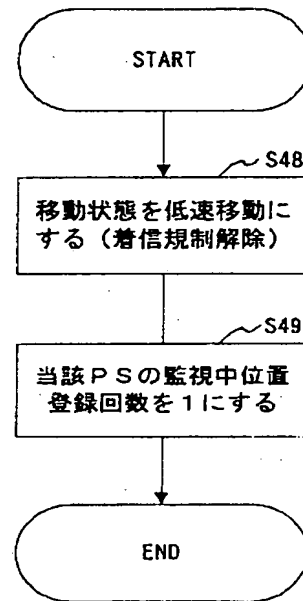 START
S48
移動状態を低速移動に
する（着信規制解除）
S49
当該ＰＳの監視中位置
登録回数を１にする
END